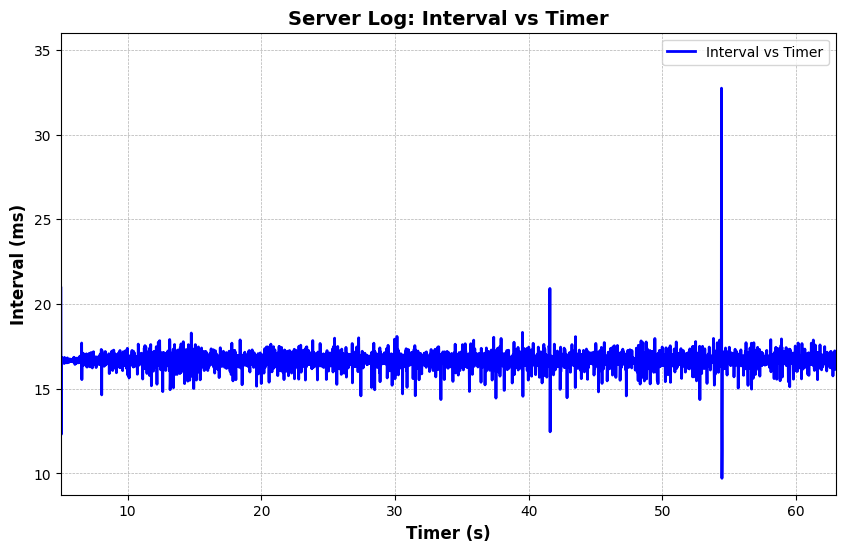 Server Log: Interval vs Timer
Interval vs Timer
35
30
25
20
15
10
Interval (ms)
10 20 30 40 50 60
Timer (s)